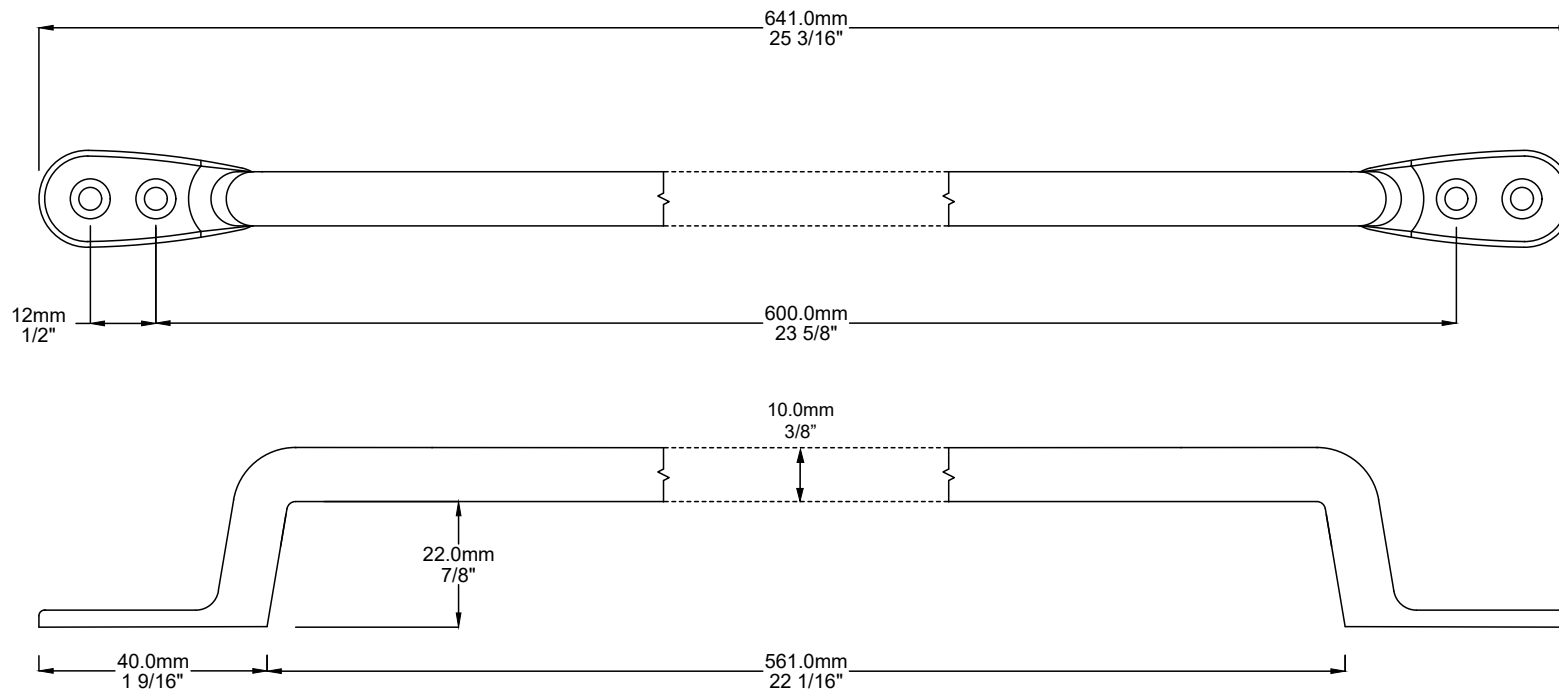 641.0mm
25 3/16"
12mm
1/2"
600.0mm
23 5/8"
10.0mm
3/8”
22.0mm
7/8"
40.0mm
1 9/16"
561.0mm
22 1/16"